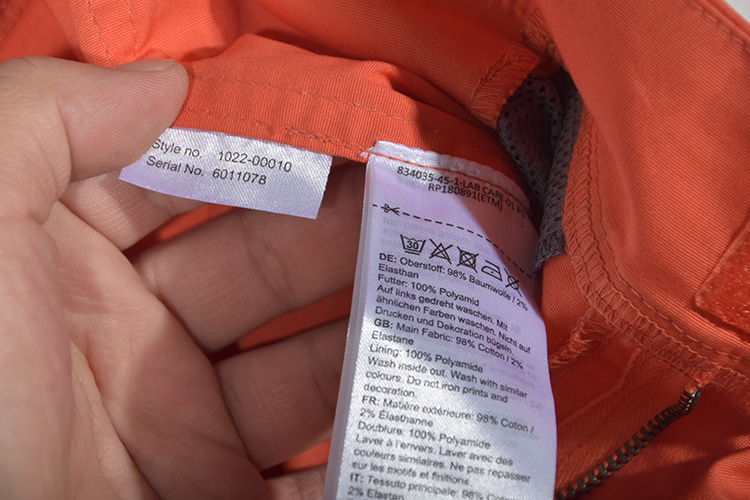 Style no. 1022-00010
Serial No. 6011078
834035-45-1-LAB CARE-01 P1
RP180891(ETM)
30
DE: Oberstoff: 98% Baumwolle / 2%
Elasthan
Futter: 100% Polyamid
Auf links gedreht waschen. Mit
ähnlichen Farben waschen. Nicht auf
Drucken und Dekoration bügeln.
GB: Main Fabric: 98% Cotton / 2%
Elastane
Lining: 100% Polyamide
Wash inside out. Wash with similar
colours. Do not iron prints and
decoration.
FR: Matière extérieure: 98% Coton /
2% Élasthanne
Doublure: 100% Polyamide
Laver à l'envers. Laver avec des
couleurs similaires. Ne pas repasser
sur les motifs et finitions
IT: Tessuto principale: 98% Cotone /
2% Elastan